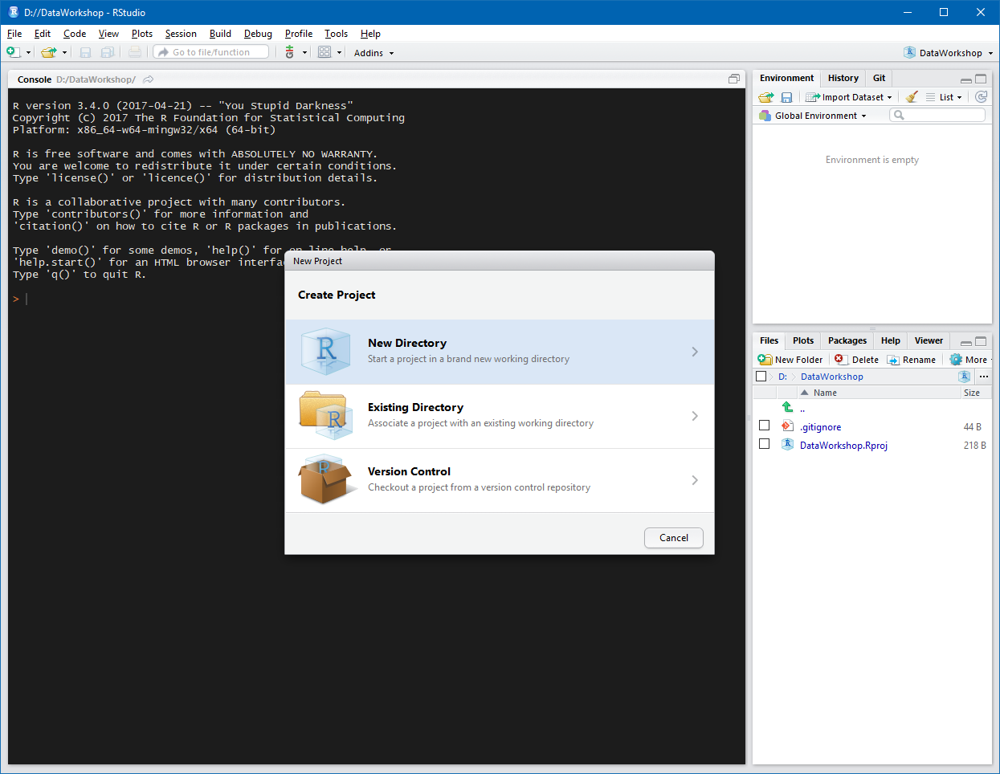 D://DataWorkshop - RStudio
File Edit Code View Plots Session Build Debug Profile Tools Help
Go to file/function Addins DataWorkshop
Console D:/DataWorkshop/
R version 3.4.0 (2017-04-21) -- "You Stupid Darkness"
Copyright (C) 2017 The R Foundation for Statistical Computing
Platform: x86_64-w64-mingw32/x64 (64-bit)
R is free software and comes with ABSOLUTELY NO WARRANTY.
You are welcome to redistribute it under certain conditions.
Type 'license()' or 'licence()' for distribution details.
R is a collaborative project with many contributors.
Type 'contributors()' for more information and
'citation()' on how to cite R or R packages in publications.
Type 'demo()' for some demos, 'help()' for on-line help, or
'help.start()' for an HTML browser interfa
Type 'q()' to quit R.
>
New Project
Create Project
New Directory
Start a project in a brand new working directory
Existing Directory
Associate a project with an existing working directory
Version Control
Checkout a project from a version control repository
Cancel
Environment History Git
Import Dataset List
Global Environment
Environment is empty
Files Plots Packages Help Viewer
New Folder Delete Rename More
D: DataWorkshop ...
Name Size
..
.gitignore 44 B
DataWorkshop.Rproj 218 B